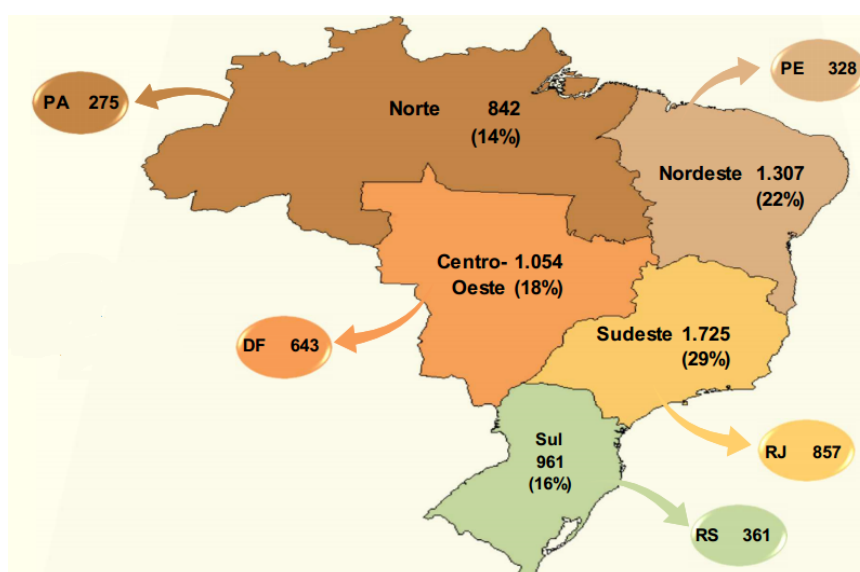 PE 328
PA 275
Norte 842
(14%)
Nordeste 1.307
(22%)
Centro- 1.054
Oeste (18%)
DF 643
Sudeste 1.725
(29%)
Sul
961
(16%)
RJ 857
RS 361